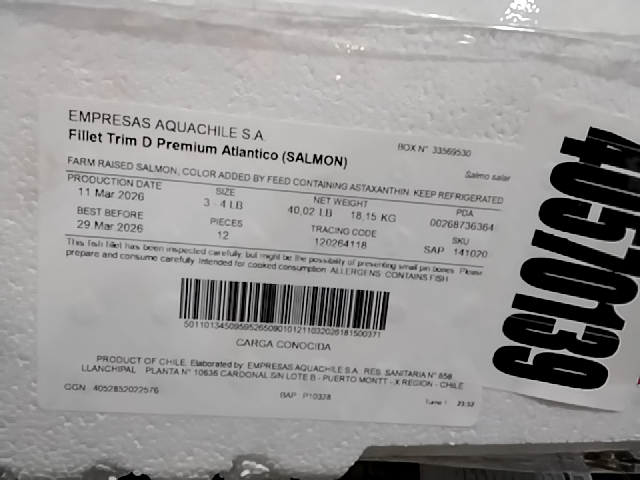 EMPRESAS AQUACHILE S.A.
Fillet Trim D Premium Atlantico (SALMON)
BOX N° 33569530
Salmo salar
FARM RAISED SALMON, COLOR ADDED BY FEED CONTAINING ASTAXANTHIN. KEEP REFRIGERATED
PRODUCTION DATE SIZE NET WEIGHT PDA
11 Mar 2026 3 - 4 LB 40,02 LB 18,15 KG 00268736364
BEST BEFORE PIECES TRACING CODE SKU
29.Mar 2026 12 120264118 SAP 141020
This fish fillet has been inspected carefully, but might be the possibility of presenting small pin bones. Please
prepare and consume carefully. Intended for cooked consumption. ALLERGENS: CONTAINS FISH
CARGA CONOCIDA
PRODUCT OF CHILE. Elaborated by: EMPRESAS AQUACHILE S.A. RES. SANITARIA N° 658
LLANCHIPAL PLANTA N° 10636 CARDONAL S/N LOTE B - PUERTO MONTT - X REGION - CHILE
GGN 4052852022576 BAP P10328 Turno 1 23:52
40570139